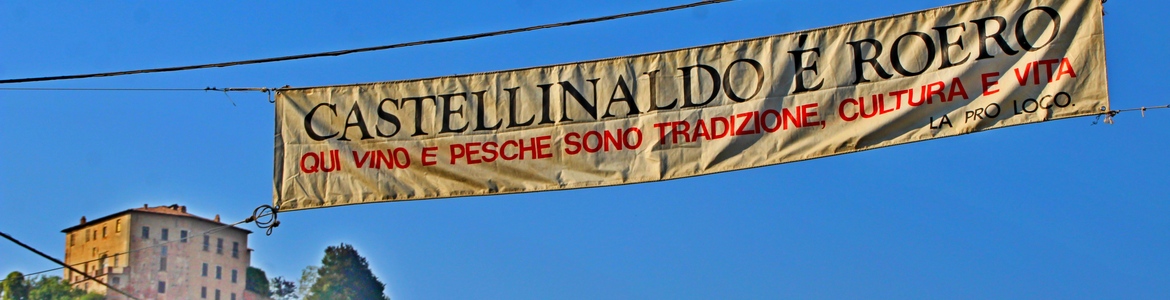 CASTELLINALDO É ROERO
QUI VINO E PESCHE SONO TRADIZIONE, CULTURA E VITA
LA PRO LOCO.